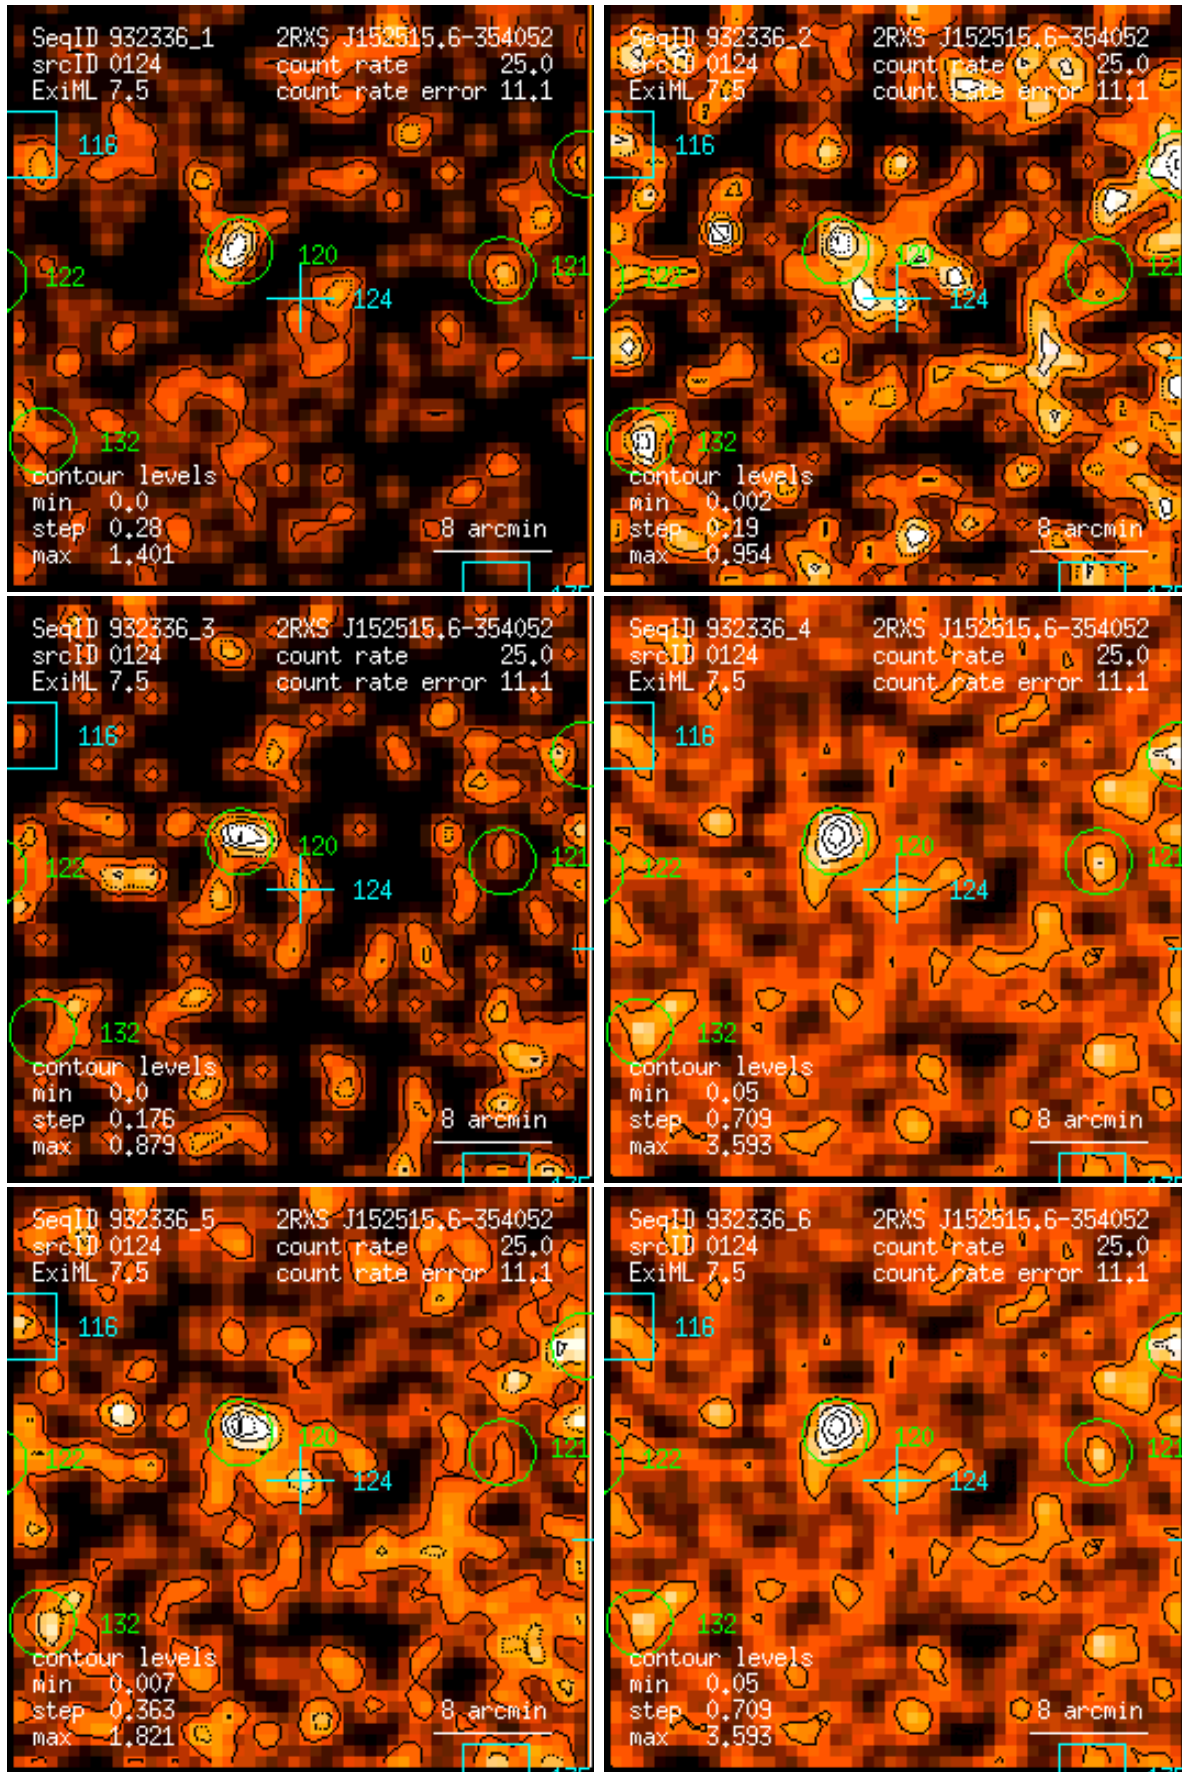 SeqID 932336_1 2RXS J152515.6-354052
srcID 0124 count rate 25.0
ExiML 7.5 count rate error 11.1
116
120
121
122
124
132
contour levels
min 0.0
step 0.28
max 1.401
8 arcmin
SeqID 932336_2 2RXS J152515.6-354052
srcID 0124 count rate 25.0
ExiML 7.5 count rate error 11.1
116
120
121
122
124
132
contour levels
min 0.002
step 0.19
max 0.954
8 arcmin
SeqID 932336_3 2RXS J152515.6-354052
srcID 0124 count rate 25.0
ExiML 7.5 count rate error 11.1
116
120
121
122
124
132
contour levels
min 0.0
step 0.176
max 0.879
8 arcmin
SeqID 932336_4 2RXS J152515.6-354052
srcID 0124 count rate 25.0
ExiML 7.5 count rate error 11.1
116
120
121
122
124
132
contour levels
min 0.05
step 0.709
max 3.593
8 arcmin
SeqID 932336_5 2RXS J152515.6-354052
srcID 0124 count rate 25.0
ExiML 7.5 count rate error 11.1
116
120
121
122
124
132
contour levels
min 0.007
step 0.363
max 1.821
8 arcmin
SeqID 932336_6 2RXS J152515.6-354052
srcID 0124 count rate 25.0
ExiML 7.5 count rate error 11.1
116
120
121
122
124
132
contour levels
min 0.05
step 0.709
max 3.593
8 arcmin